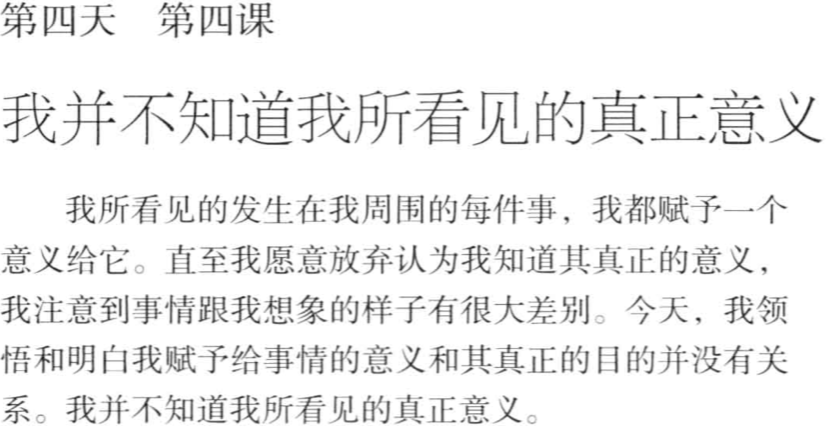 第四天　第四课
我并不知道我所看见的真正意义
我所看见的发生在我周围的每件事，我都赋予一个
意义给它。直至我愿意放弃认为我知道其真正的意义，
我注意到事情跟我想象的样子有很大差别。今天，我领
悟和明白我赋予给事情的意义和其真正的目的并没有关
系。我并不知道我所看见的真正意义。